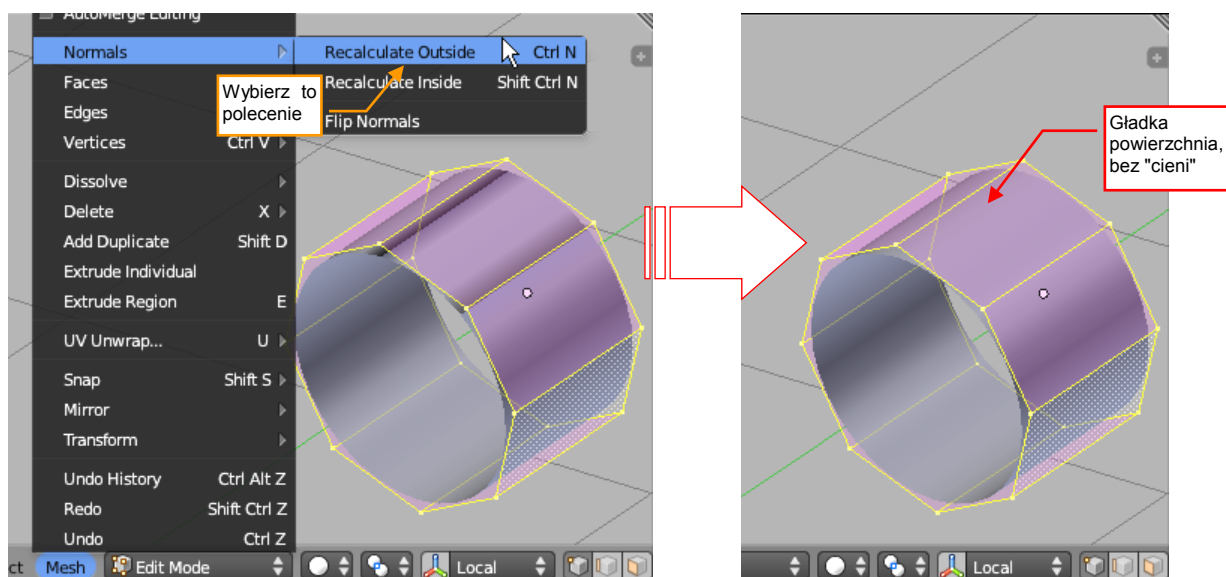 AutoMerge Editing
Normals
Recalculate Outside Ctrl N
Faces
Recalculate Inside Shift Ctrl N
Wybierz to
polecenie
Edges
Flip Normals
Vertices Ctrl V
Dissolve
Delete X
Add Duplicate Shift D
Extrude Individual
Extrude Region E
UV Unwrap... U
Snap Shift S
Mirror
Transform
Undo History Ctrl Alt Z
Redo Shift Ctrl Z
Undo Ctrl Z
ct Mesh Edit Mode Local
Gładka
powierzchnia,
bez "cieni"
Local